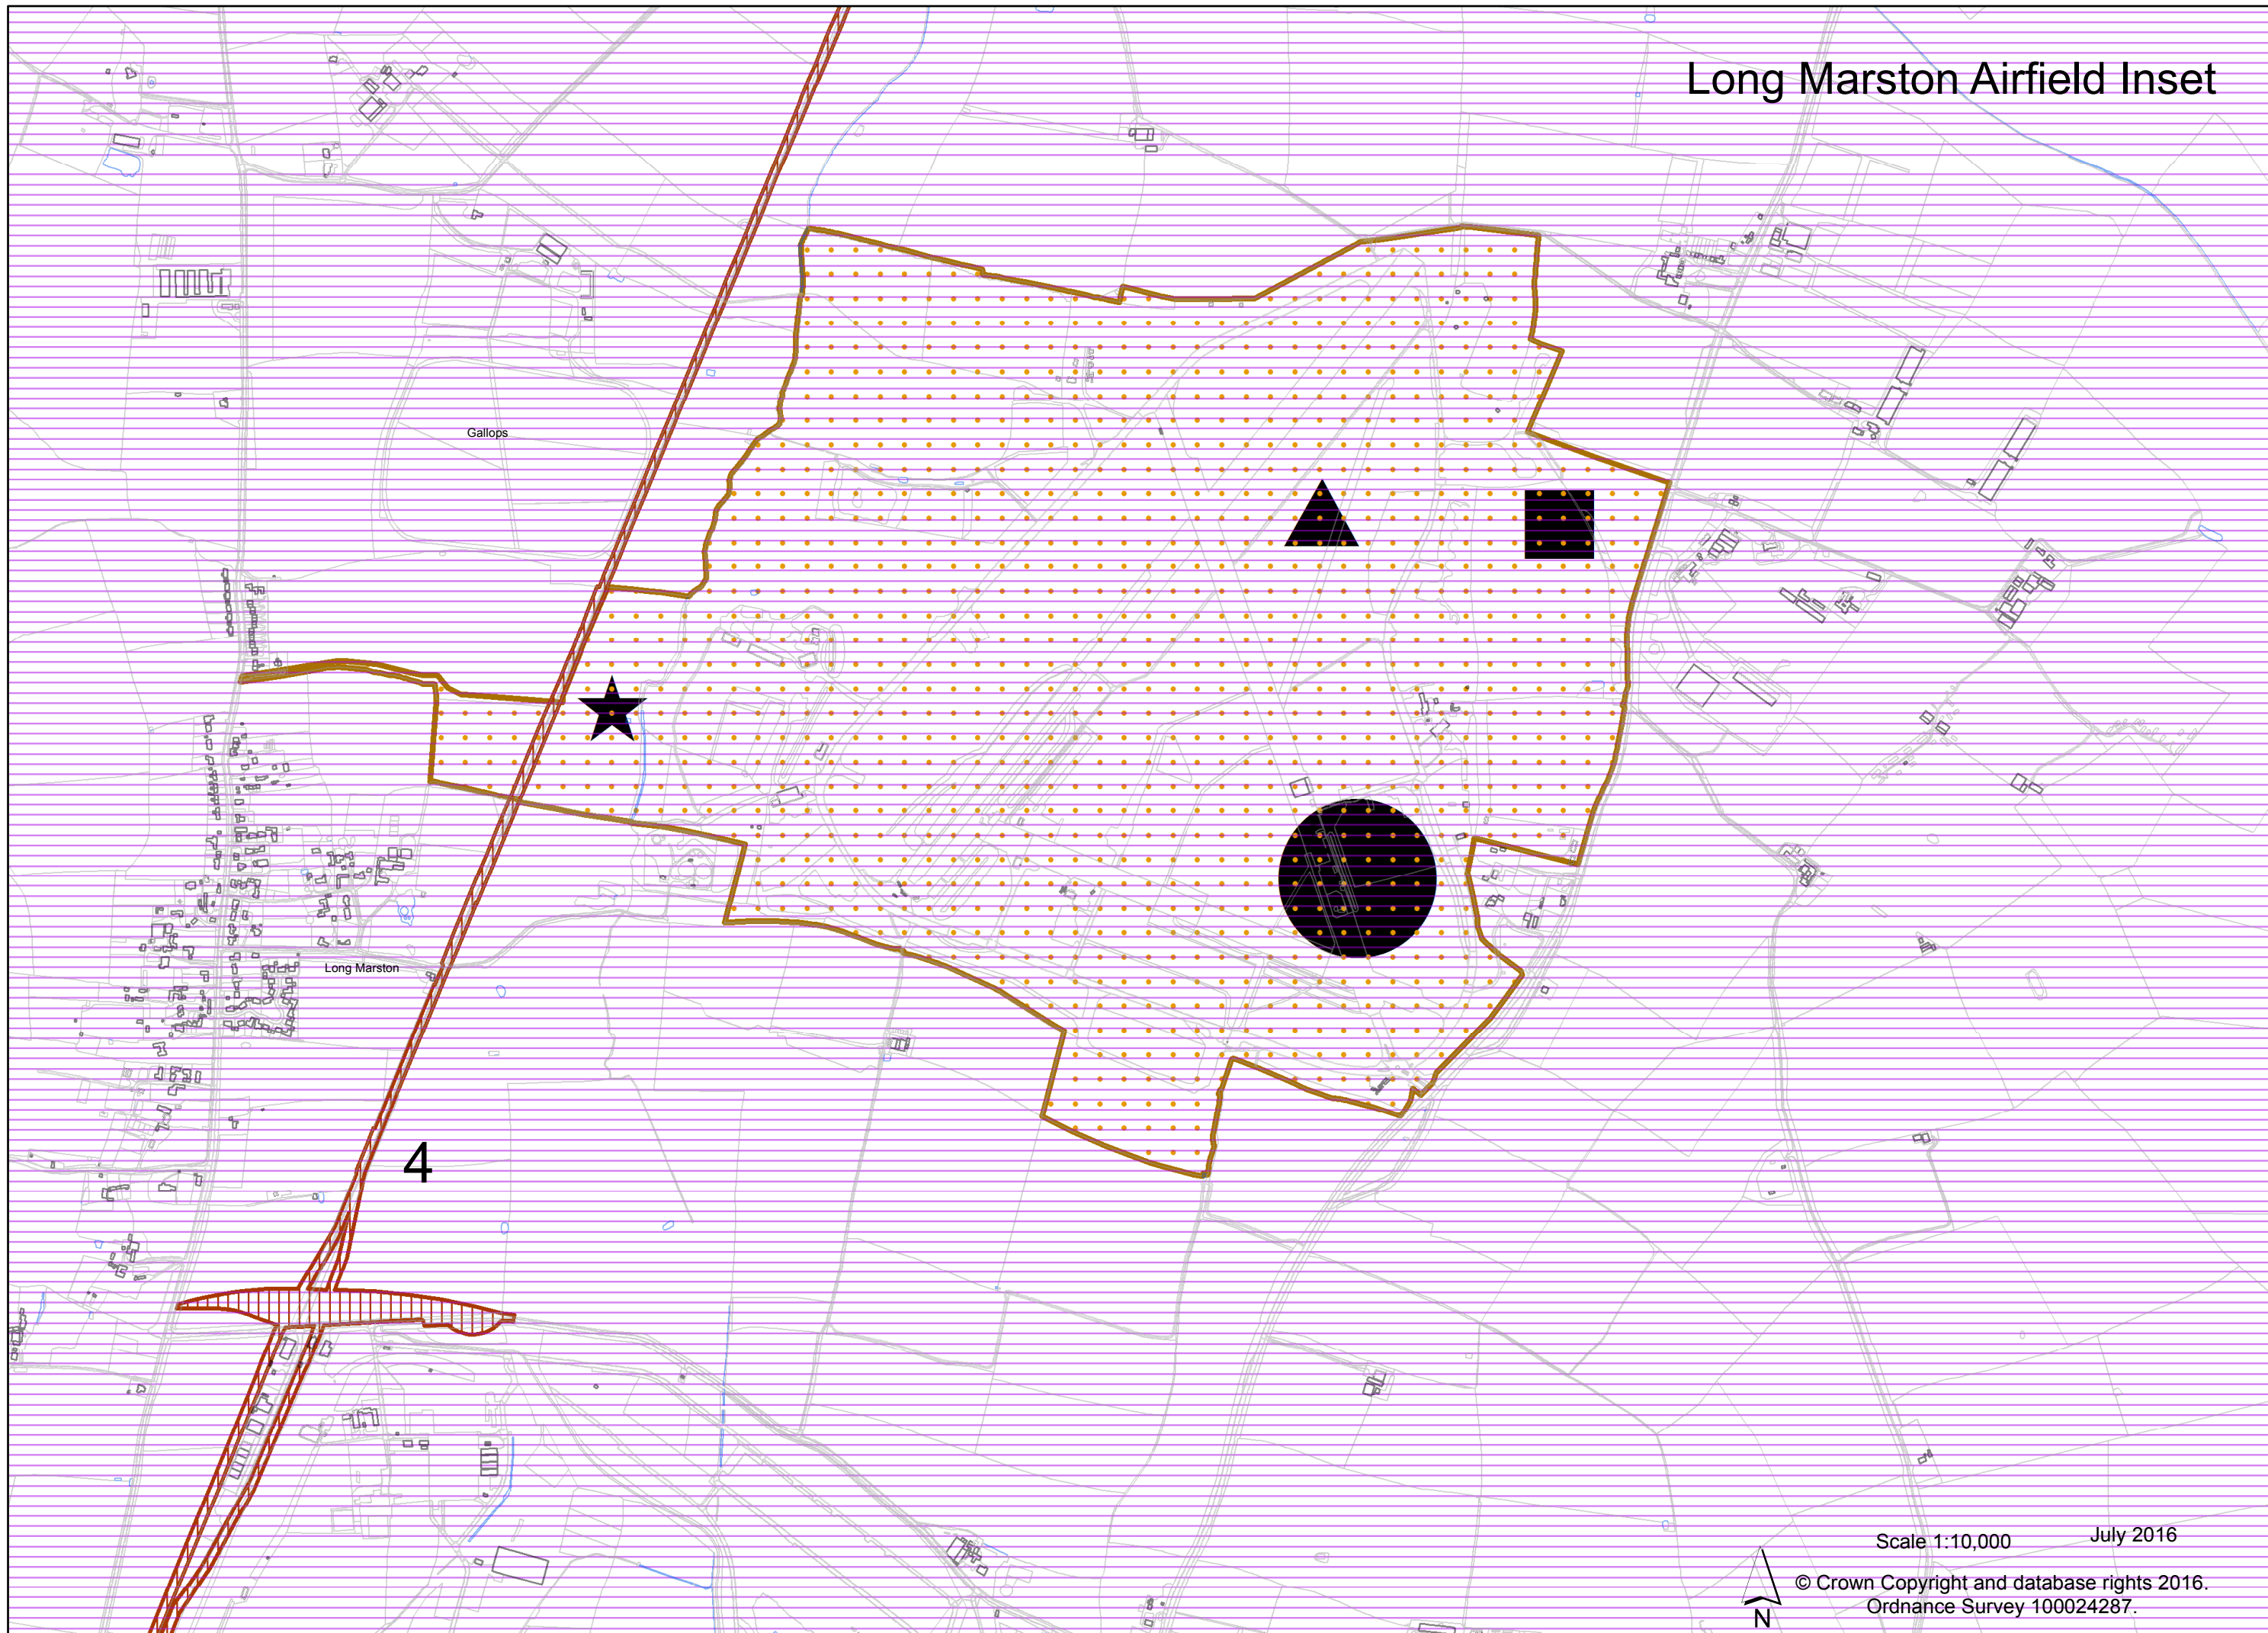 Long Marston Airfield Inset
Gallops
Long Marston
4
Scale 1:10,000
July 2016
© Crown Copyright and database rights 2016.
Ordnance Survey 100024287.
N